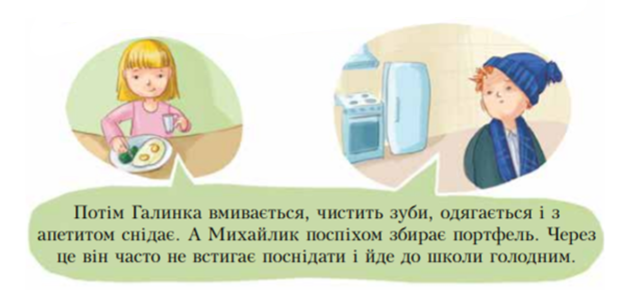 Потім Галинка вмивається, чистить зуби, одягається і з
апетитом снідає. А Михайлик поспіхом збирає портфель. Через
це він часто не встигає поснідати і йде до школи голодним.